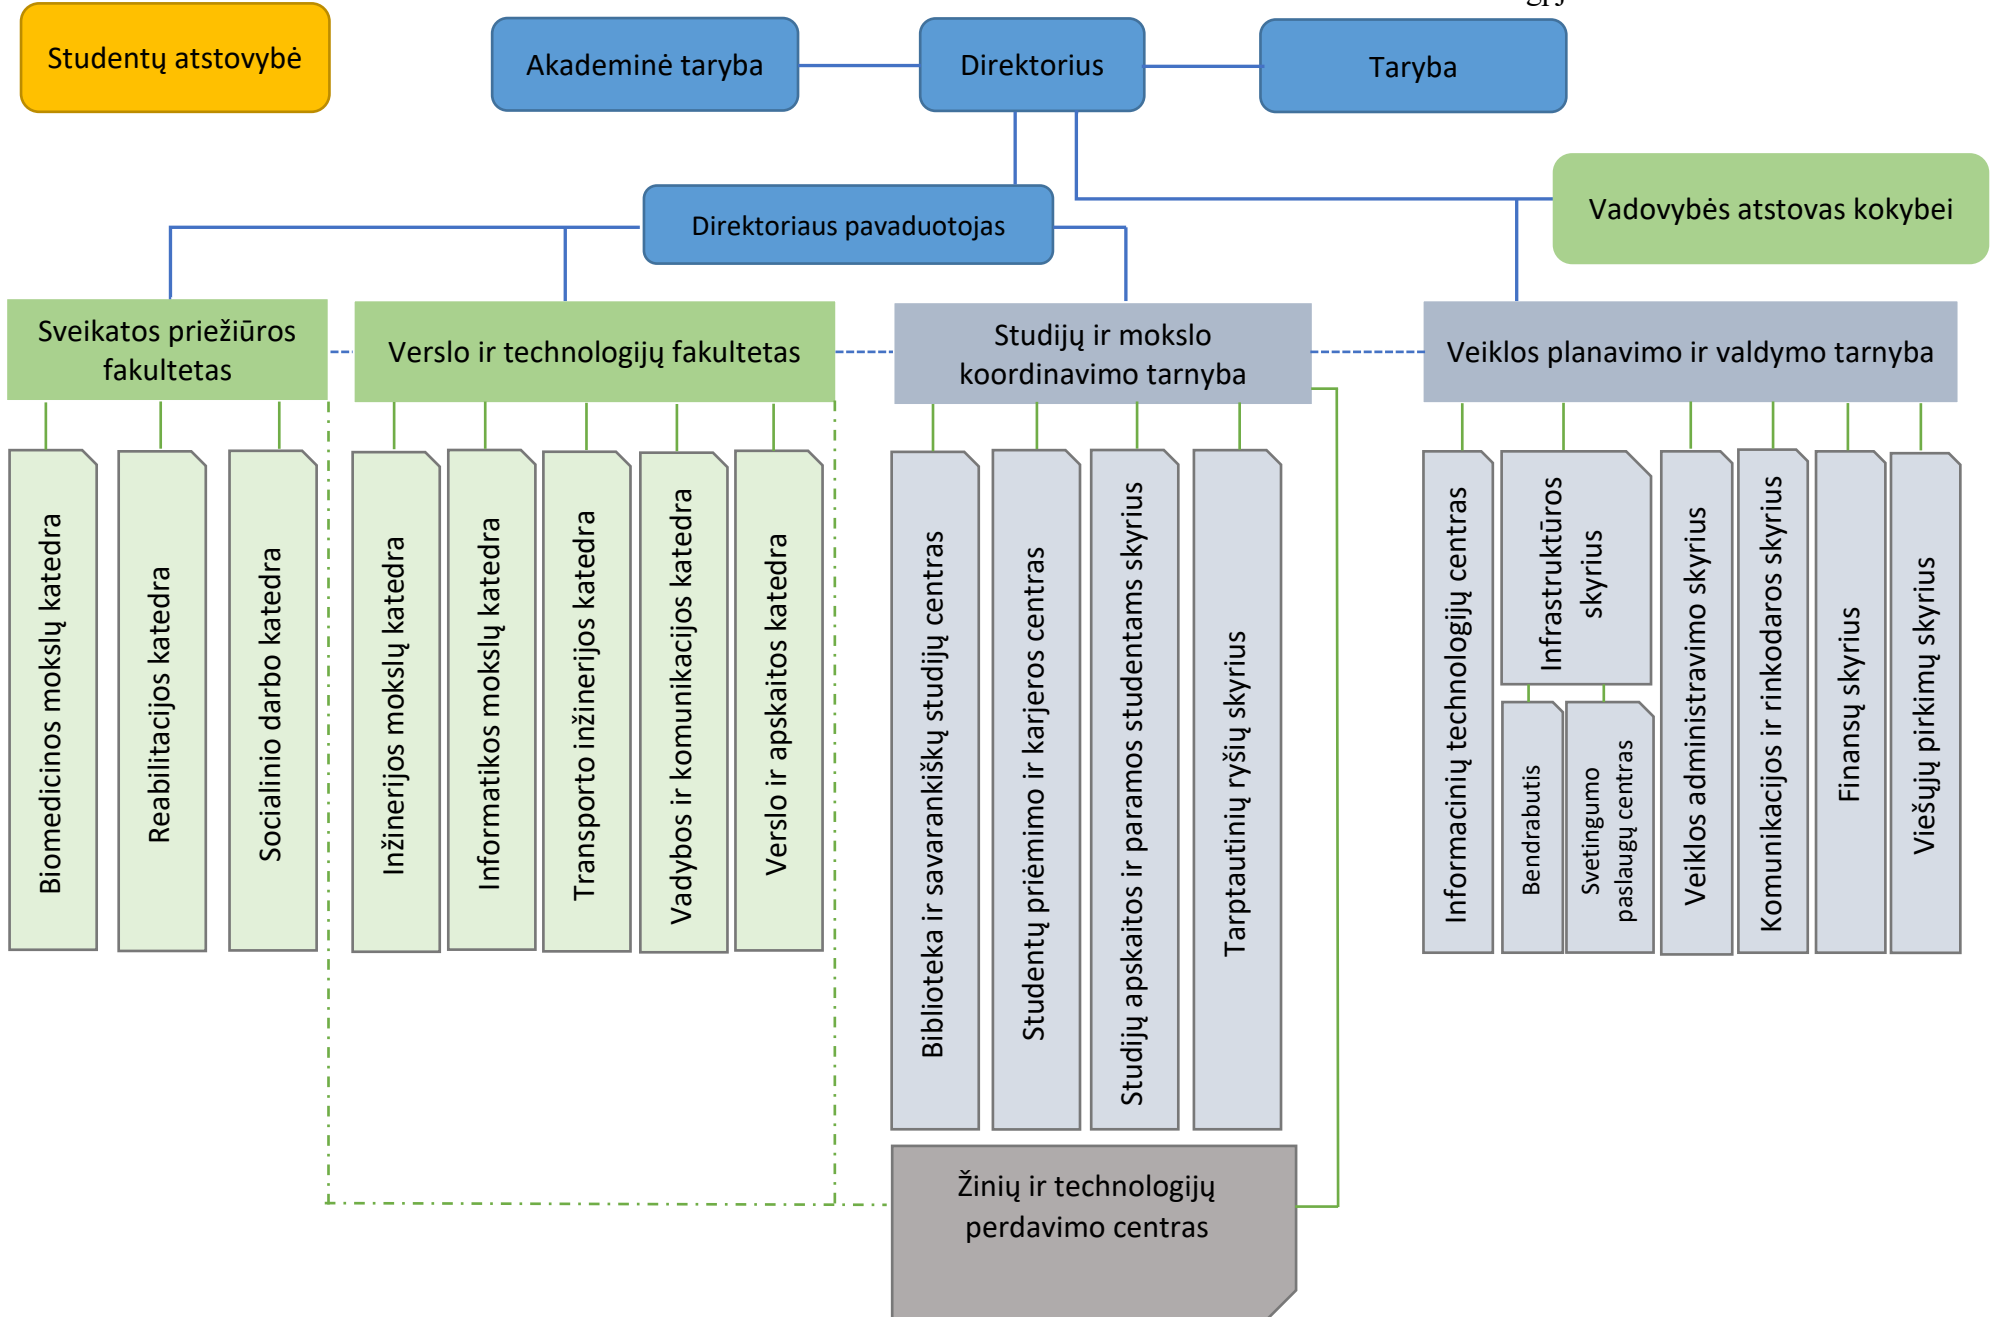 Studentų atstovybė
Akademinė taryba
Direktorius
Taryba
Direktoriaus pavaduotojas
Vadovybės atstovas kokybei
Sveikatos priežiūros
fakultetas
Verslo ir technologijų fakultetas
Studijų ir mokslo
koordinavimo tarnyba
Veiklos planavimo ir valdymo tarnyba
Biomedicinos mokslų katedra
Reabilitacijos katedra
Socialinio darbo katedra
Inžinerijos mokslų katedra
Informatikos mokslų katedra
Transporto inžinerijos katedra
Vadybos ir komunikacijos katedra
Verslo ir apskaitos katedra
Biblioteka ir savarankiškų studijų centras
Studentų priėmimo ir karjeros centras
Studijų apskaitos ir paramos studentams skyrius
Tarptautinių ryšių skyrius
Informacinių technologijų centras
Infrastruktūros
skyrius
Bendrabutis
Svetingumo
paslaugų centras
Veiklos administravimo skyrius
Komunikacijos ir rinkodaros skyrius
Finansų skyrius
Viešųjų pirkimų skyrius
Žinių ir technologijų
perdavimo centras